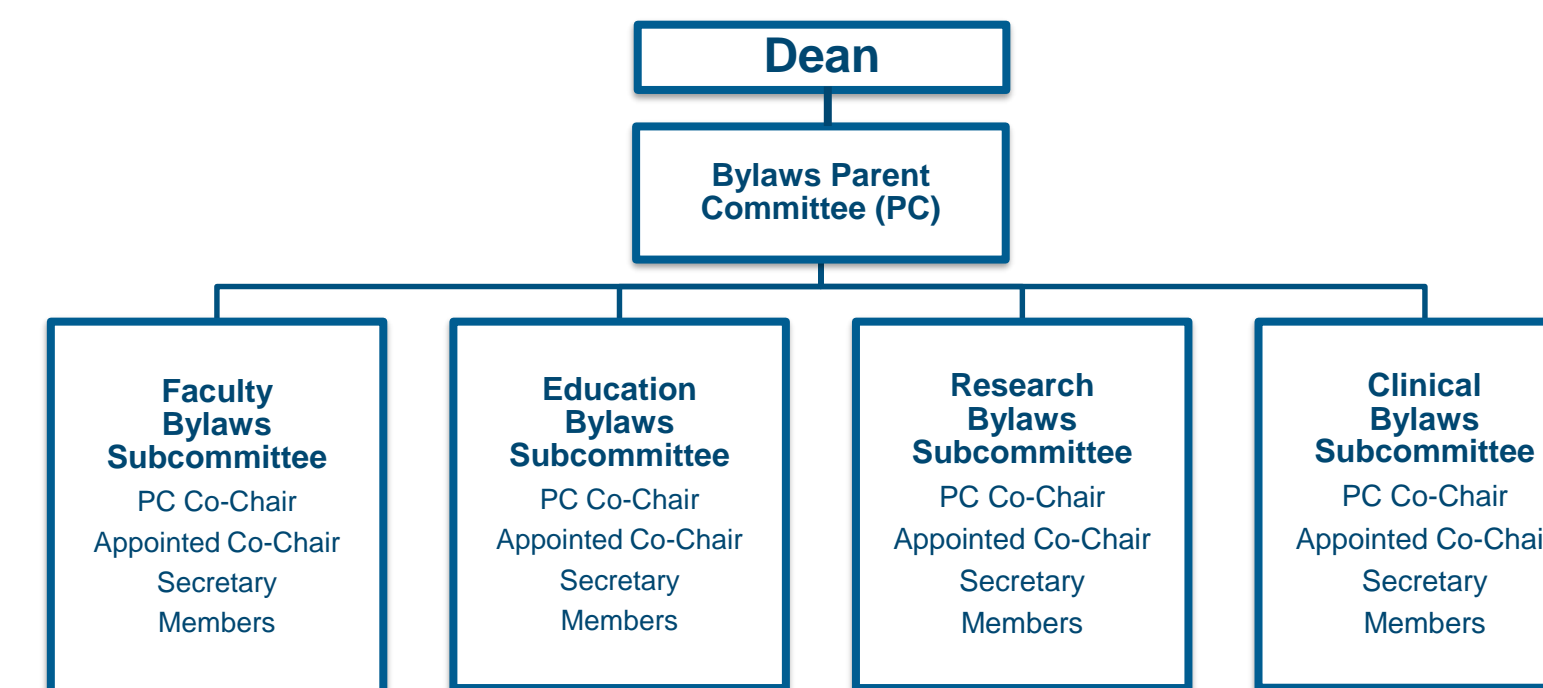 Dean
Bylaws Parent
Committee (PC)
Faculty
Bylaws
Subcommittee
PC Co-Chair
Appointed Co-Chair
Secretary
Members
Education
Bylaws
Subcommittee
PC Co-Chair
Appointed Co-Chair
Secretary
Members
Research
Bylaws
Subcommittee
PC Co-Chair
Appointed Co-Chair
Secretary
Members
Clinical
Bylaws
Subcommittee
PC Co-Chair
Appointed Co-Chai
Secretary
Members